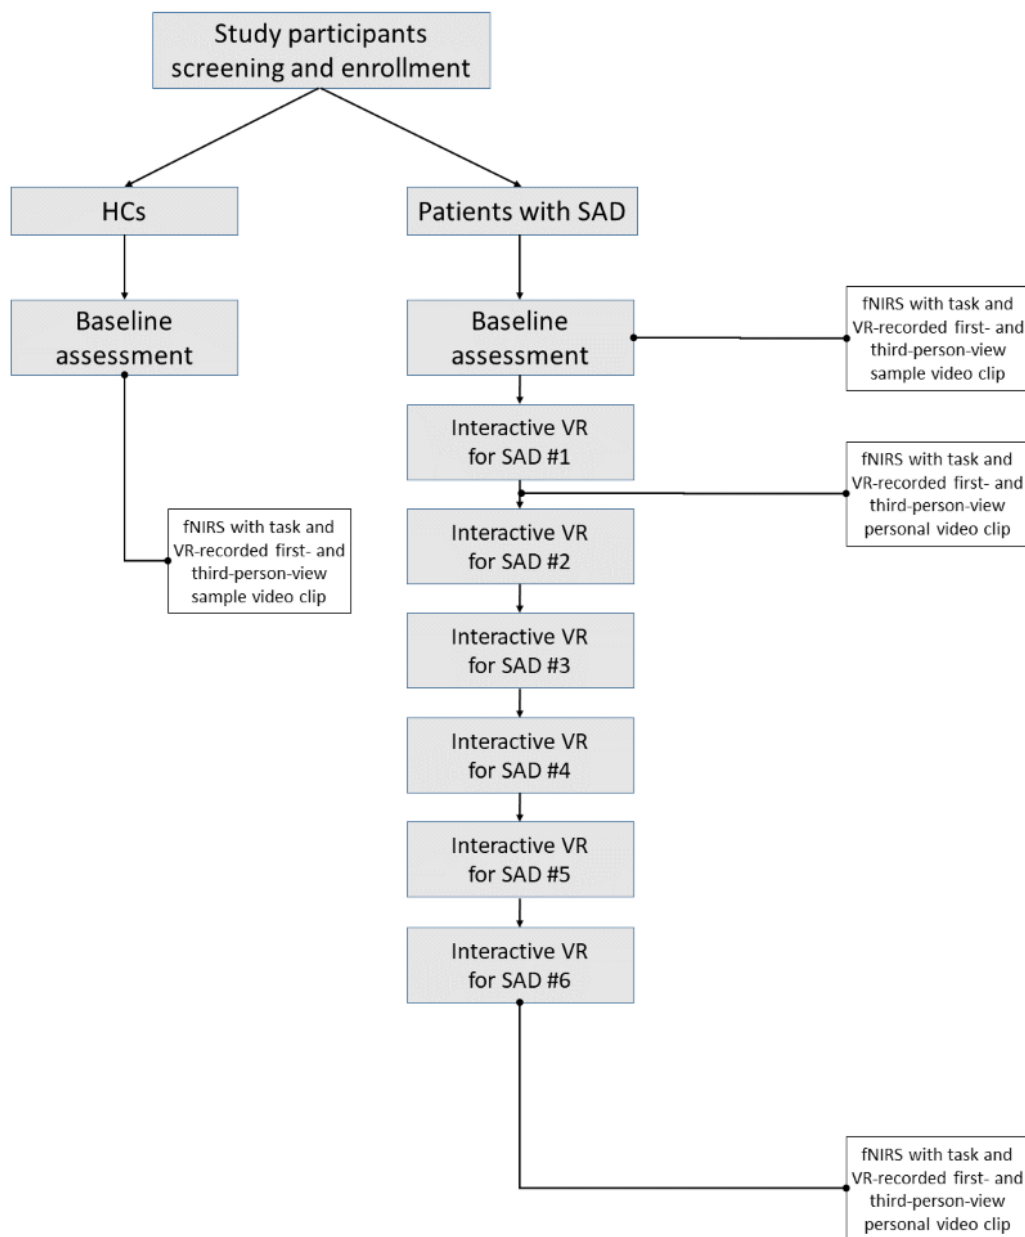 Study participants
screening and enrollment
HCs
Patients with SAD
Baseline
assessment
Baseline
assessment
fNIRS with task and
VR-recorded first- and
third-person-view
sample video clip
Interactive VR
for SAD #1
fNIRS with task and
VR-recorded first- and
third-person-view
personal video clip
Interactive VR
for SAD #2
fNIRS with task and
VR-recorded first- and
third-person-view
sample video clip
Interactive VR
for SAD #3
Interactive VR
for SAD #4
Interactive VR
for SAD #5
Interactive VR
for SAD #6
fNIRS with task and
VR-recorded first- and
third-person-view
personal video clip